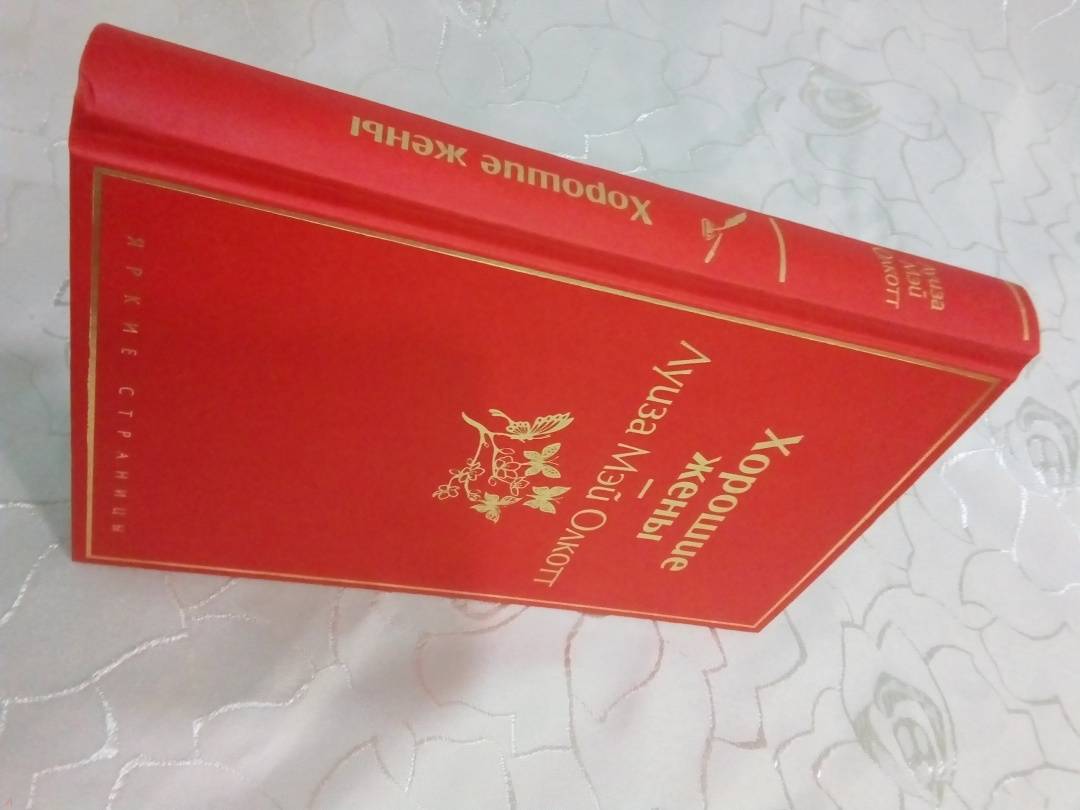 Хорошие жены
Луиза
Мэй
Олкотт
Хорошие
жены
Луиза Мэй Олкотт
ЯРКИЕ СТРАНИЦЫ